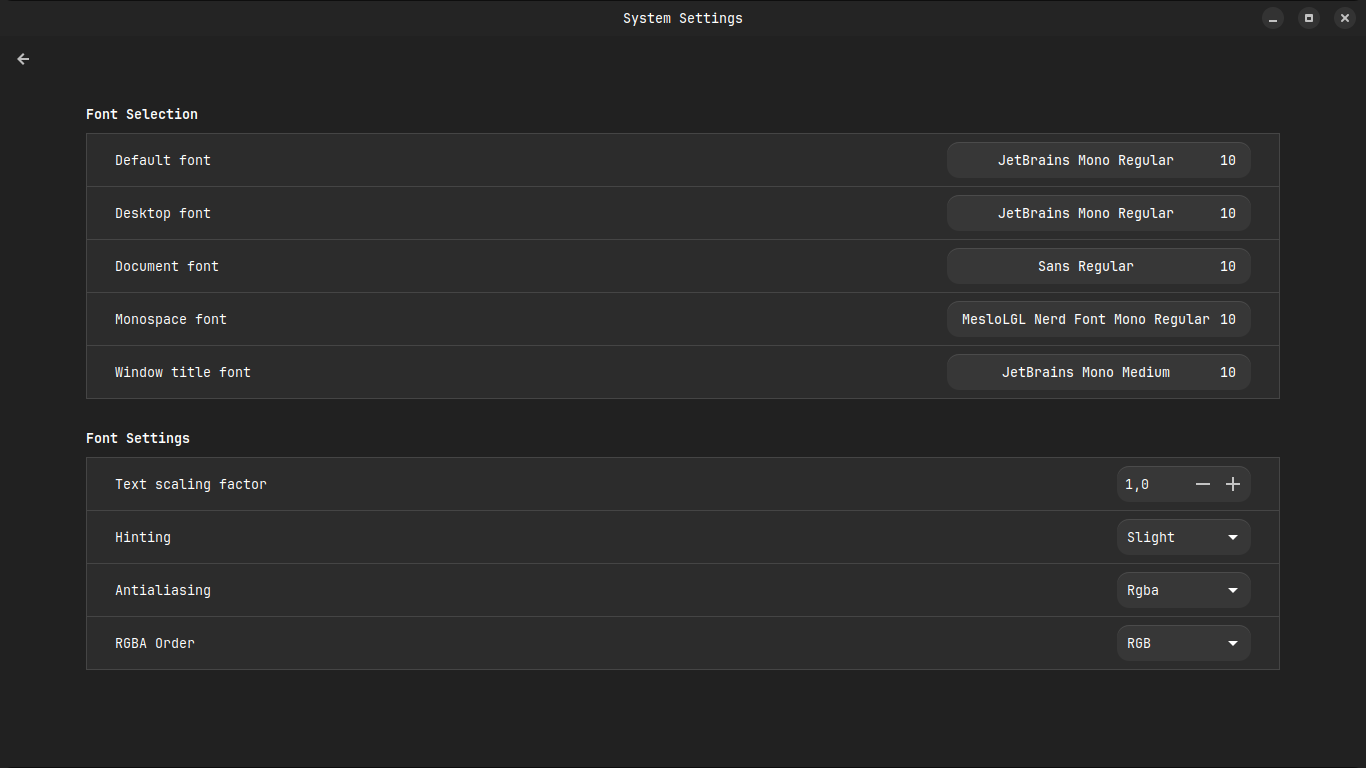 System Settings
Font Selection
Default font JetBrains Mono Regular 10
Desktop font JetBrains Mono Regular 10
Document font Sans Regular 10
Monospace font MesloLGL Nerd Font Mono Regular 10
Window title font JetBrains Mono Medium 10
Font Settings
Text scaling factor 1,0
Hinting Slight
Antialiasing Rgba
RGBA Order RGB